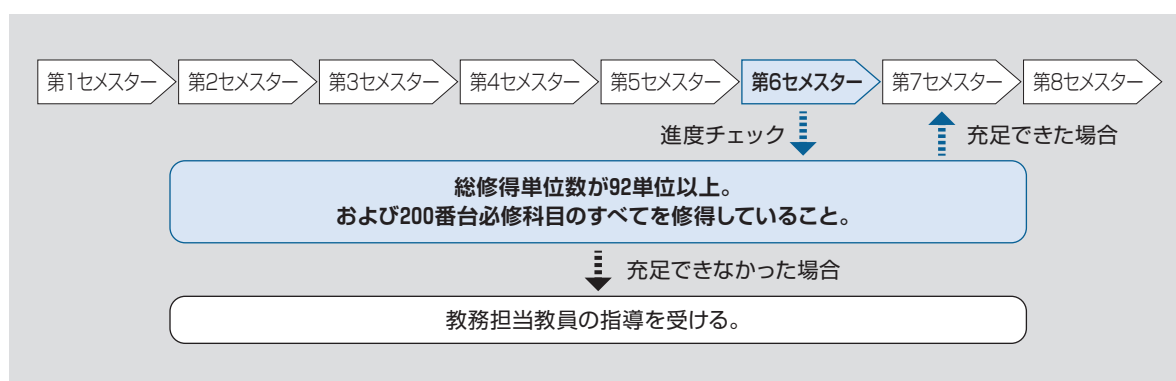 第1セメスター 第2セメスター 第3セメスター 第4セメスター 第5セメスター 第6セメスター 第7セメスター 第8セメスター
進度チェック 充足できた場合
総修得単位数が92単位以上。
および200番台必修科目のすべてを修得していること。
充足できなかった場合
教務担当教員の指導を受ける。